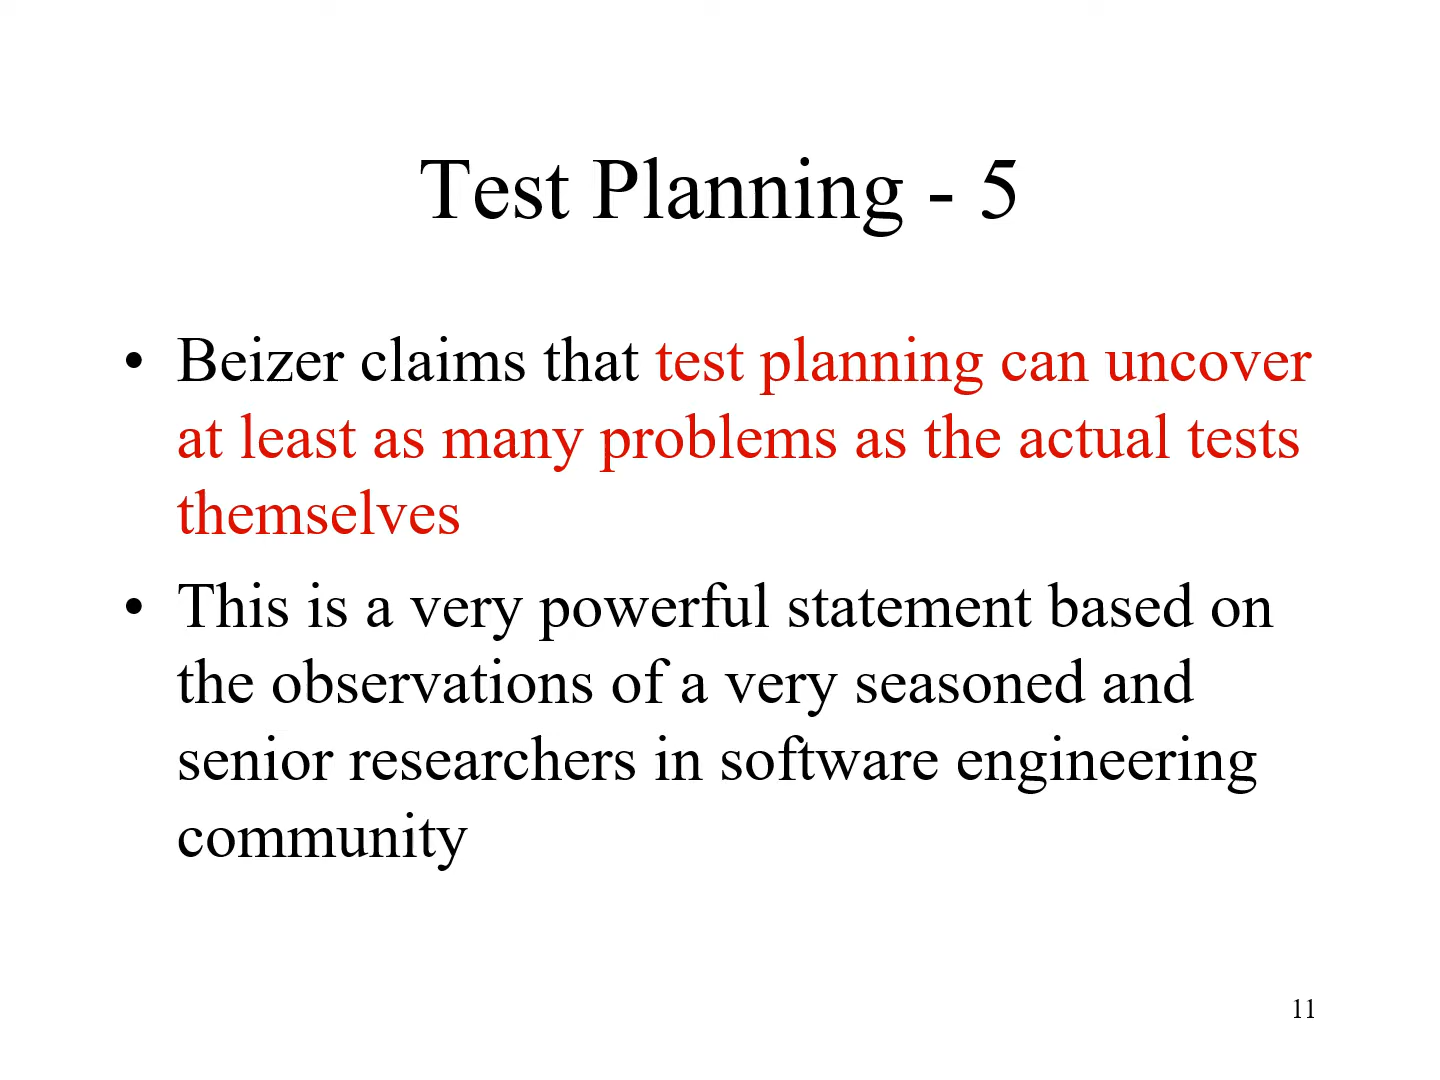 Test Planning - 5
• Beizer claims that test planning can uncover
at least as many problems as the actual tests
themselves
• This is a very powerful statement based on
the observations of a very seasoned and
senior researchers in software engineering
community
11